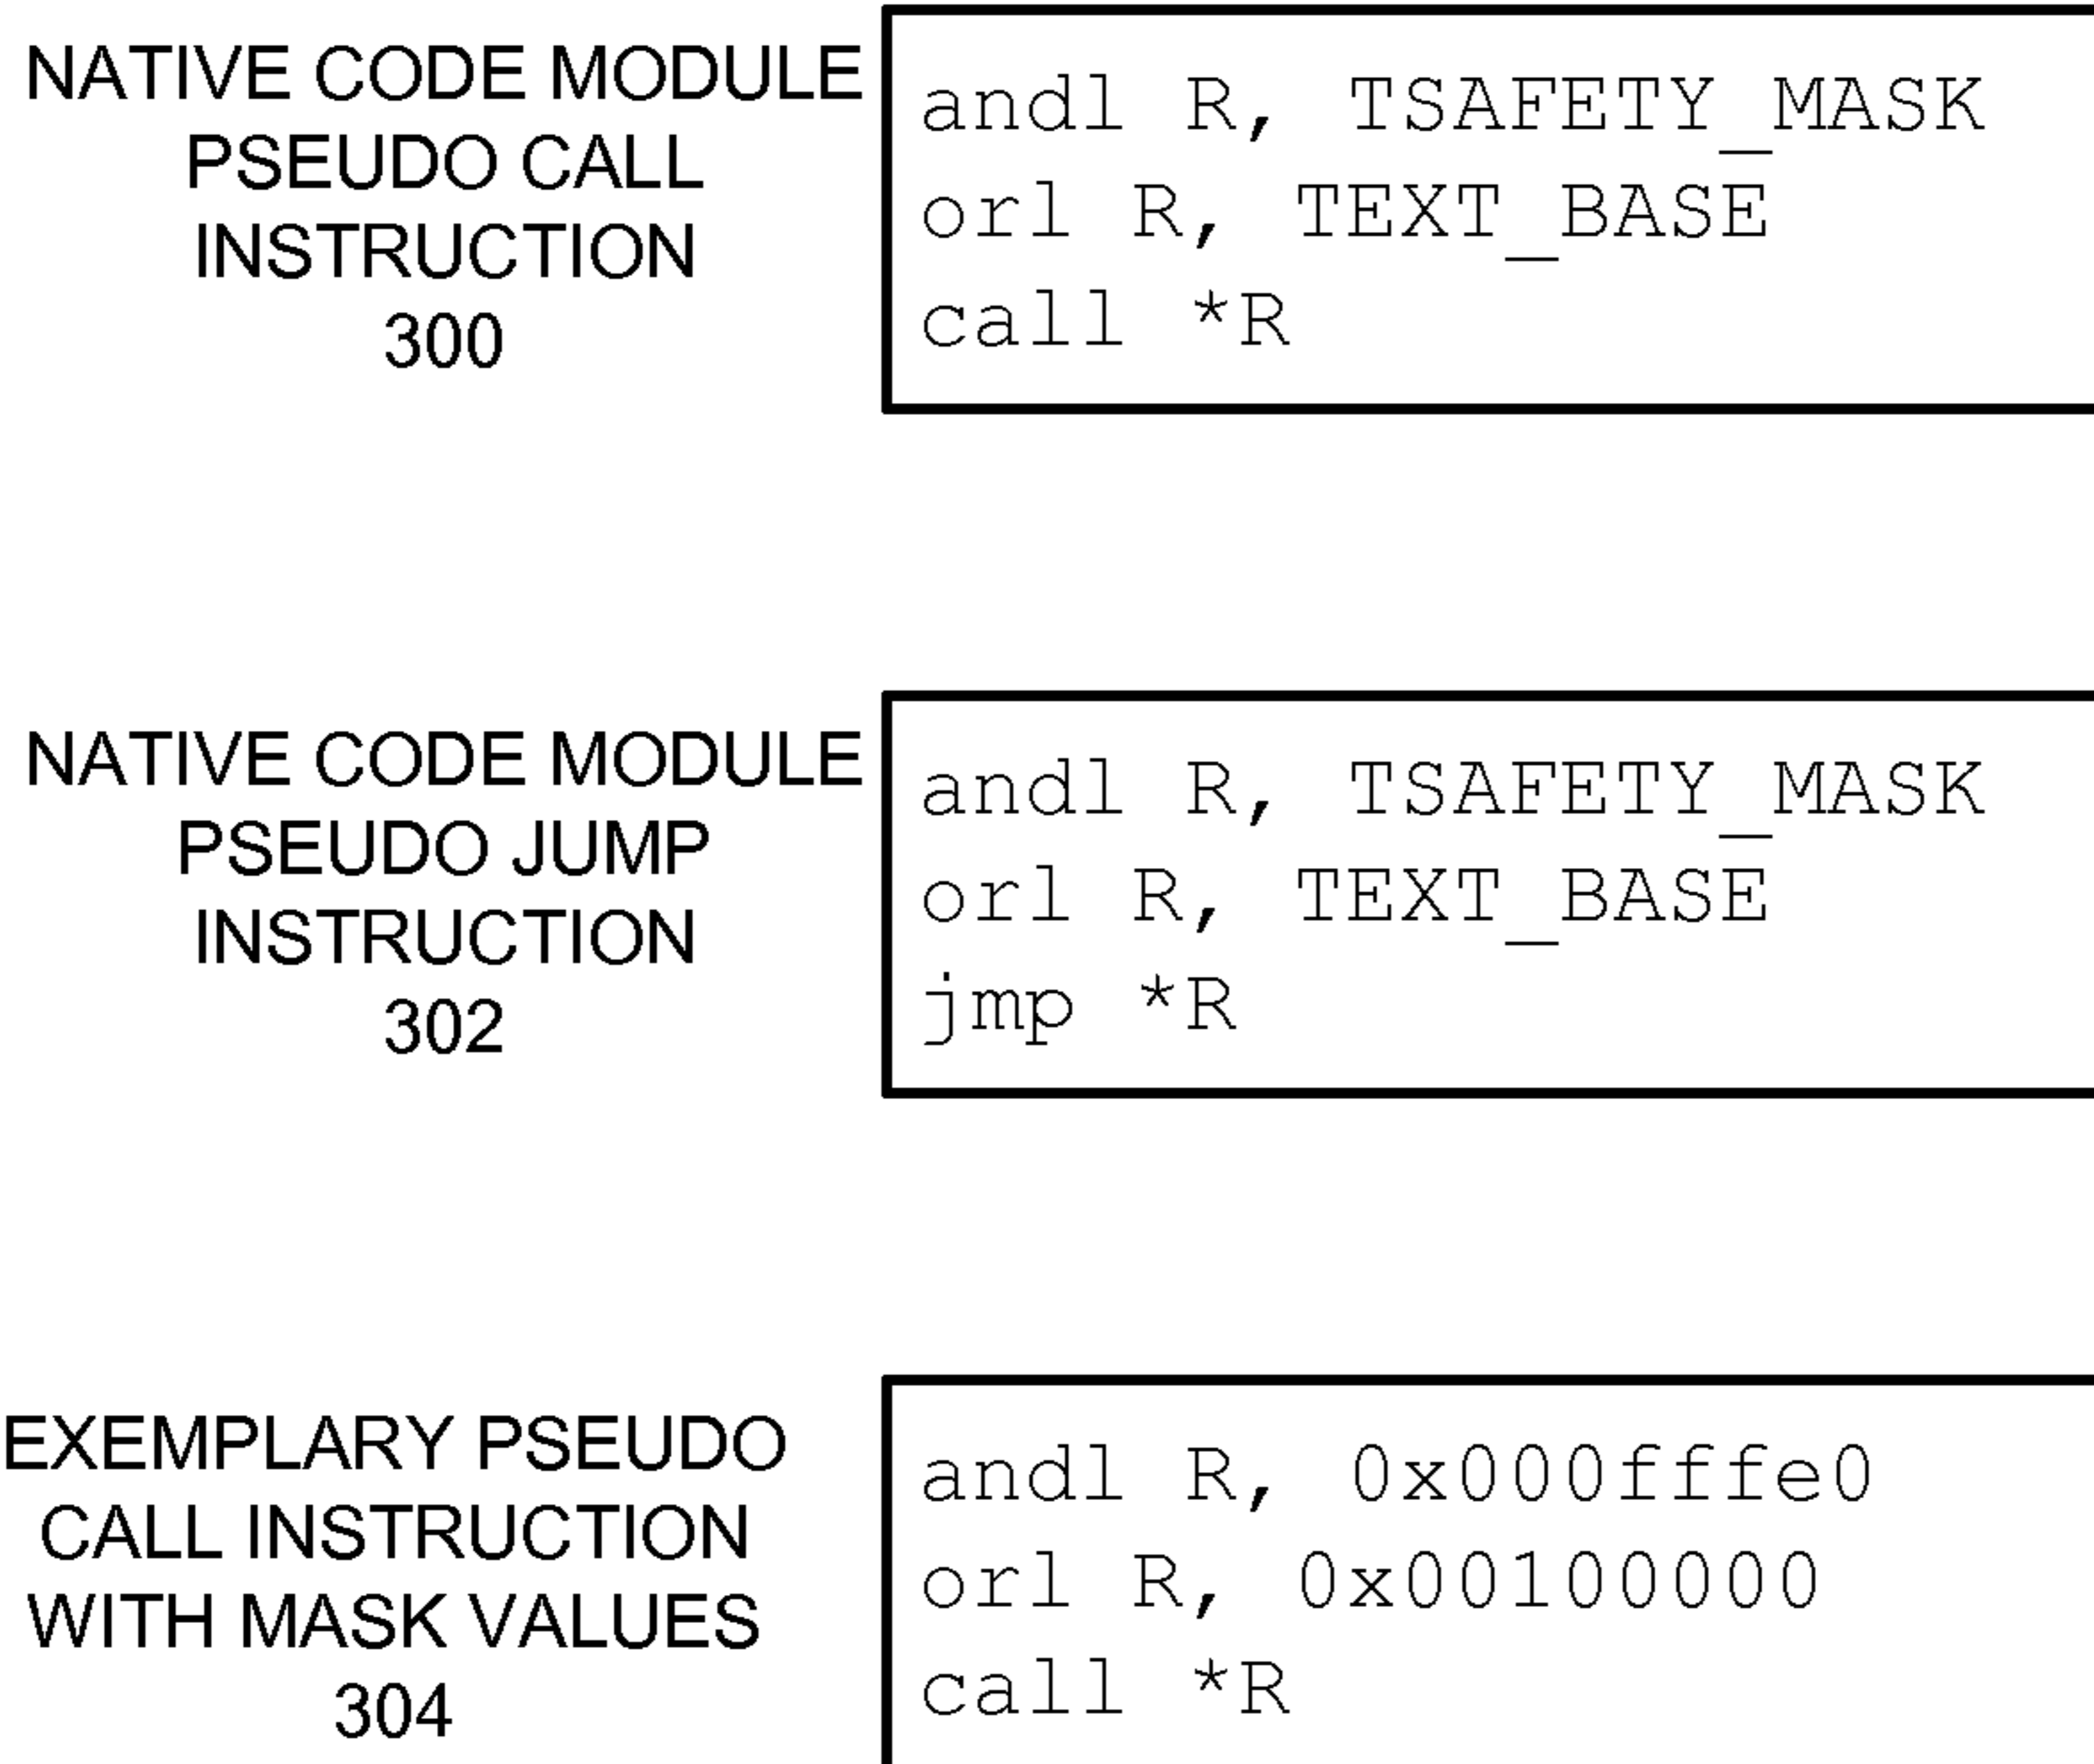 NATIVE CODE MODULE
PSEUDO CALL
INSTRUCTION
300
andl R, TSAFETY_MASK
orl R, TEXT_BASE
call *R
NATIVE CODE MODULE
PSEUDO JUMP
INSTRUCTION
302
andl R, TSAFETY_MASK
orl R, TEXT_BASE
jmp *R
EXEMPLARY PSEUDO
CALL INSTRUCTION
WITH MASK VALUES
304
andl R, 0x000fffe0
orl R, 0x00100000
call *R